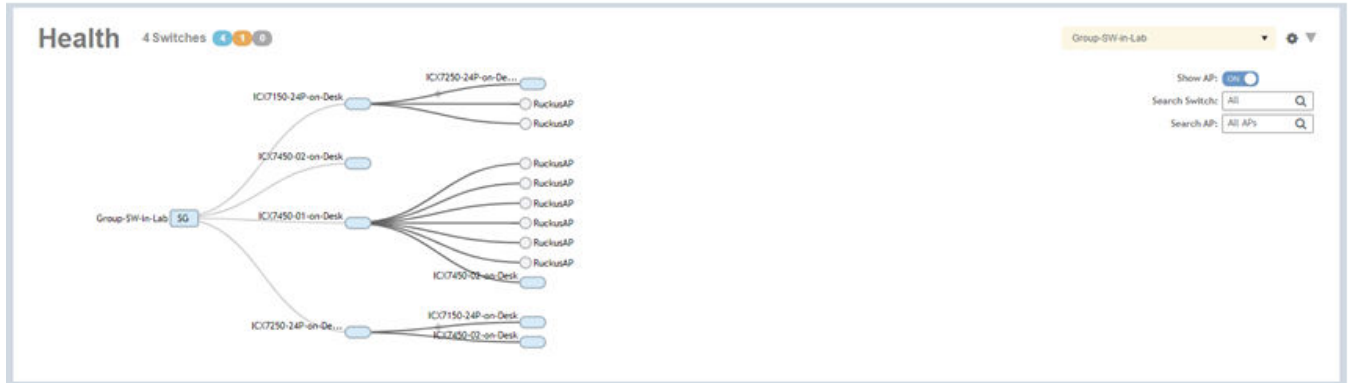 Health 4 Switches 4 1 0
Group-SW-in-Lab
Show AP: ON
Search Switch: All
Search AP: All APs
ICX7250-24P-on-De...
ICX7150-24P-on-Desk
RuckusAP
RuckusAP
ICX7450-02-on-Desk
RuckusAP
RuckusAP
RuckusAP
Group-SW-in-Lab SG
ICX7450-01-on-Desk
RuckusAP
RuckusAP
RuckusAP
ICX7450-02-on-Desk
ICX7150-24P-on-Desk
ICX7250-24P-on-De...
ICX7450-02-on-Desk